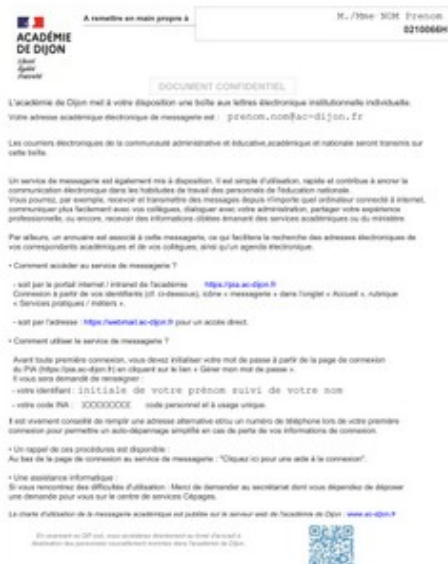 A remettre en main propre à
M./Mme NOM Prenom
0210066H
ACADÉMIE
DE DIJON
Liberté
Égalité
Fraternité
DOCUMENT CONFIDENTIEL
L'académie de Dijon met à votre disposition une boîte aux lettres électronique institutionnelle individuelle.
Votre adresse académique électronique de messagerie est : prenom.nom@ac-dijon.fr
Les courriers électroniques de la communauté administrative et éducative,académique et nationale seront transmis sur
cette boîte.
Un service de messagerie est également mis à disposition. Il est simple d'utilisation, rapide et contribue à ancrer la
communication électronique dans les habitudes de travail des personnels de l'éducation nationale.
Vous pourrez, par exemple, recevoir et transmettre des messages depuis n'importe quel ordinateur connecté à internet,
communiquer plus facilement avec vos collègues, dialoguer avec votre administration, partager votre expérience
professionnelle, ou encore, recevoir des informations ciblées émanant des services académiques ou du ministère.
Par ailleurs, un annuaire est associé à cette messagerie, ce qui facilitera la recherche des adresses électroniques de
vos correspondants académiques et de vos collègues, ainsi qu'un agenda électronique.
• Comment accéder au service de messagerie ?
- soit par le portail internet / intranet de l'académie https://pia.ac-dijon.fr
Connexion à partir de vos identifiants (cf. ci-dessous), icône « messagerie » dans l'onglet « Accueil », rubrique
« Services pratiques / métiers ».
- soit par l'adresse : https://webmail.ac-dijon.fr pour un accès direct.
• Comment utiliser le service de messagerie ?
Avant toute première connexion, vous devez initialiser votre mot de passe à partir de la page de connexion
du PIA (https://pia.ac-dijon.fr) en cliquant sur le lien « Gérer mon mot de passe ».
Il vous sera demandé de renseigner :
- votre identifiant : initiale de votre prénom suivi de votre nom
- votre code INA : code personnel et à usage unique.
Il est vivement conseillé de remplir une adresse alternative et/ou un numéro de téléphone lors de votre première
connexion pour permettre un auto-dépannage simplifié en cas de perte de vos informations de connexion.
• Un rappel de ces procédures est disponible :
Au bas de la page de connexion au service de messagerie : "Cliquez ici pour une aide à la connexion".
• Une assistance informatique :
Si vous rencontrez des difficultés d'utilisation : Merci de demander au secrétariat dont vous dépendez de déposer
une demande pour vous sur le centre de services Cépages.
La charte d'utilisation de la messagerie académique est publiée sur le serveur web de l'académie de Dijon : www.ac-dijon.fr
En scannant ce QR cod, vous accéderez directement au livret d'accueil à
destination des personnels nouvellement nommés dans l'académie de Dijon.